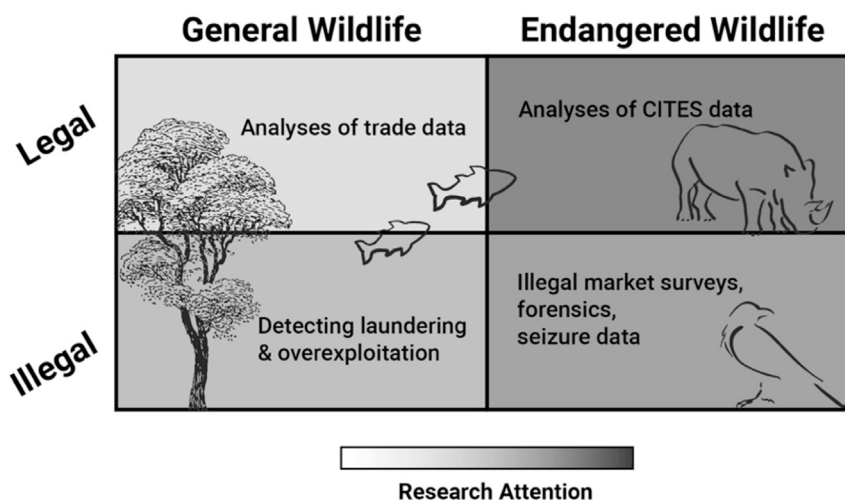 General Wildlife
Endangered Wildlife
Legal
Analyses of trade data
Analyses of CITES data
Illegal
Detecting laundering
& overexploitation
Illegal market surveys,
forensics,
seizure data
Research Attention